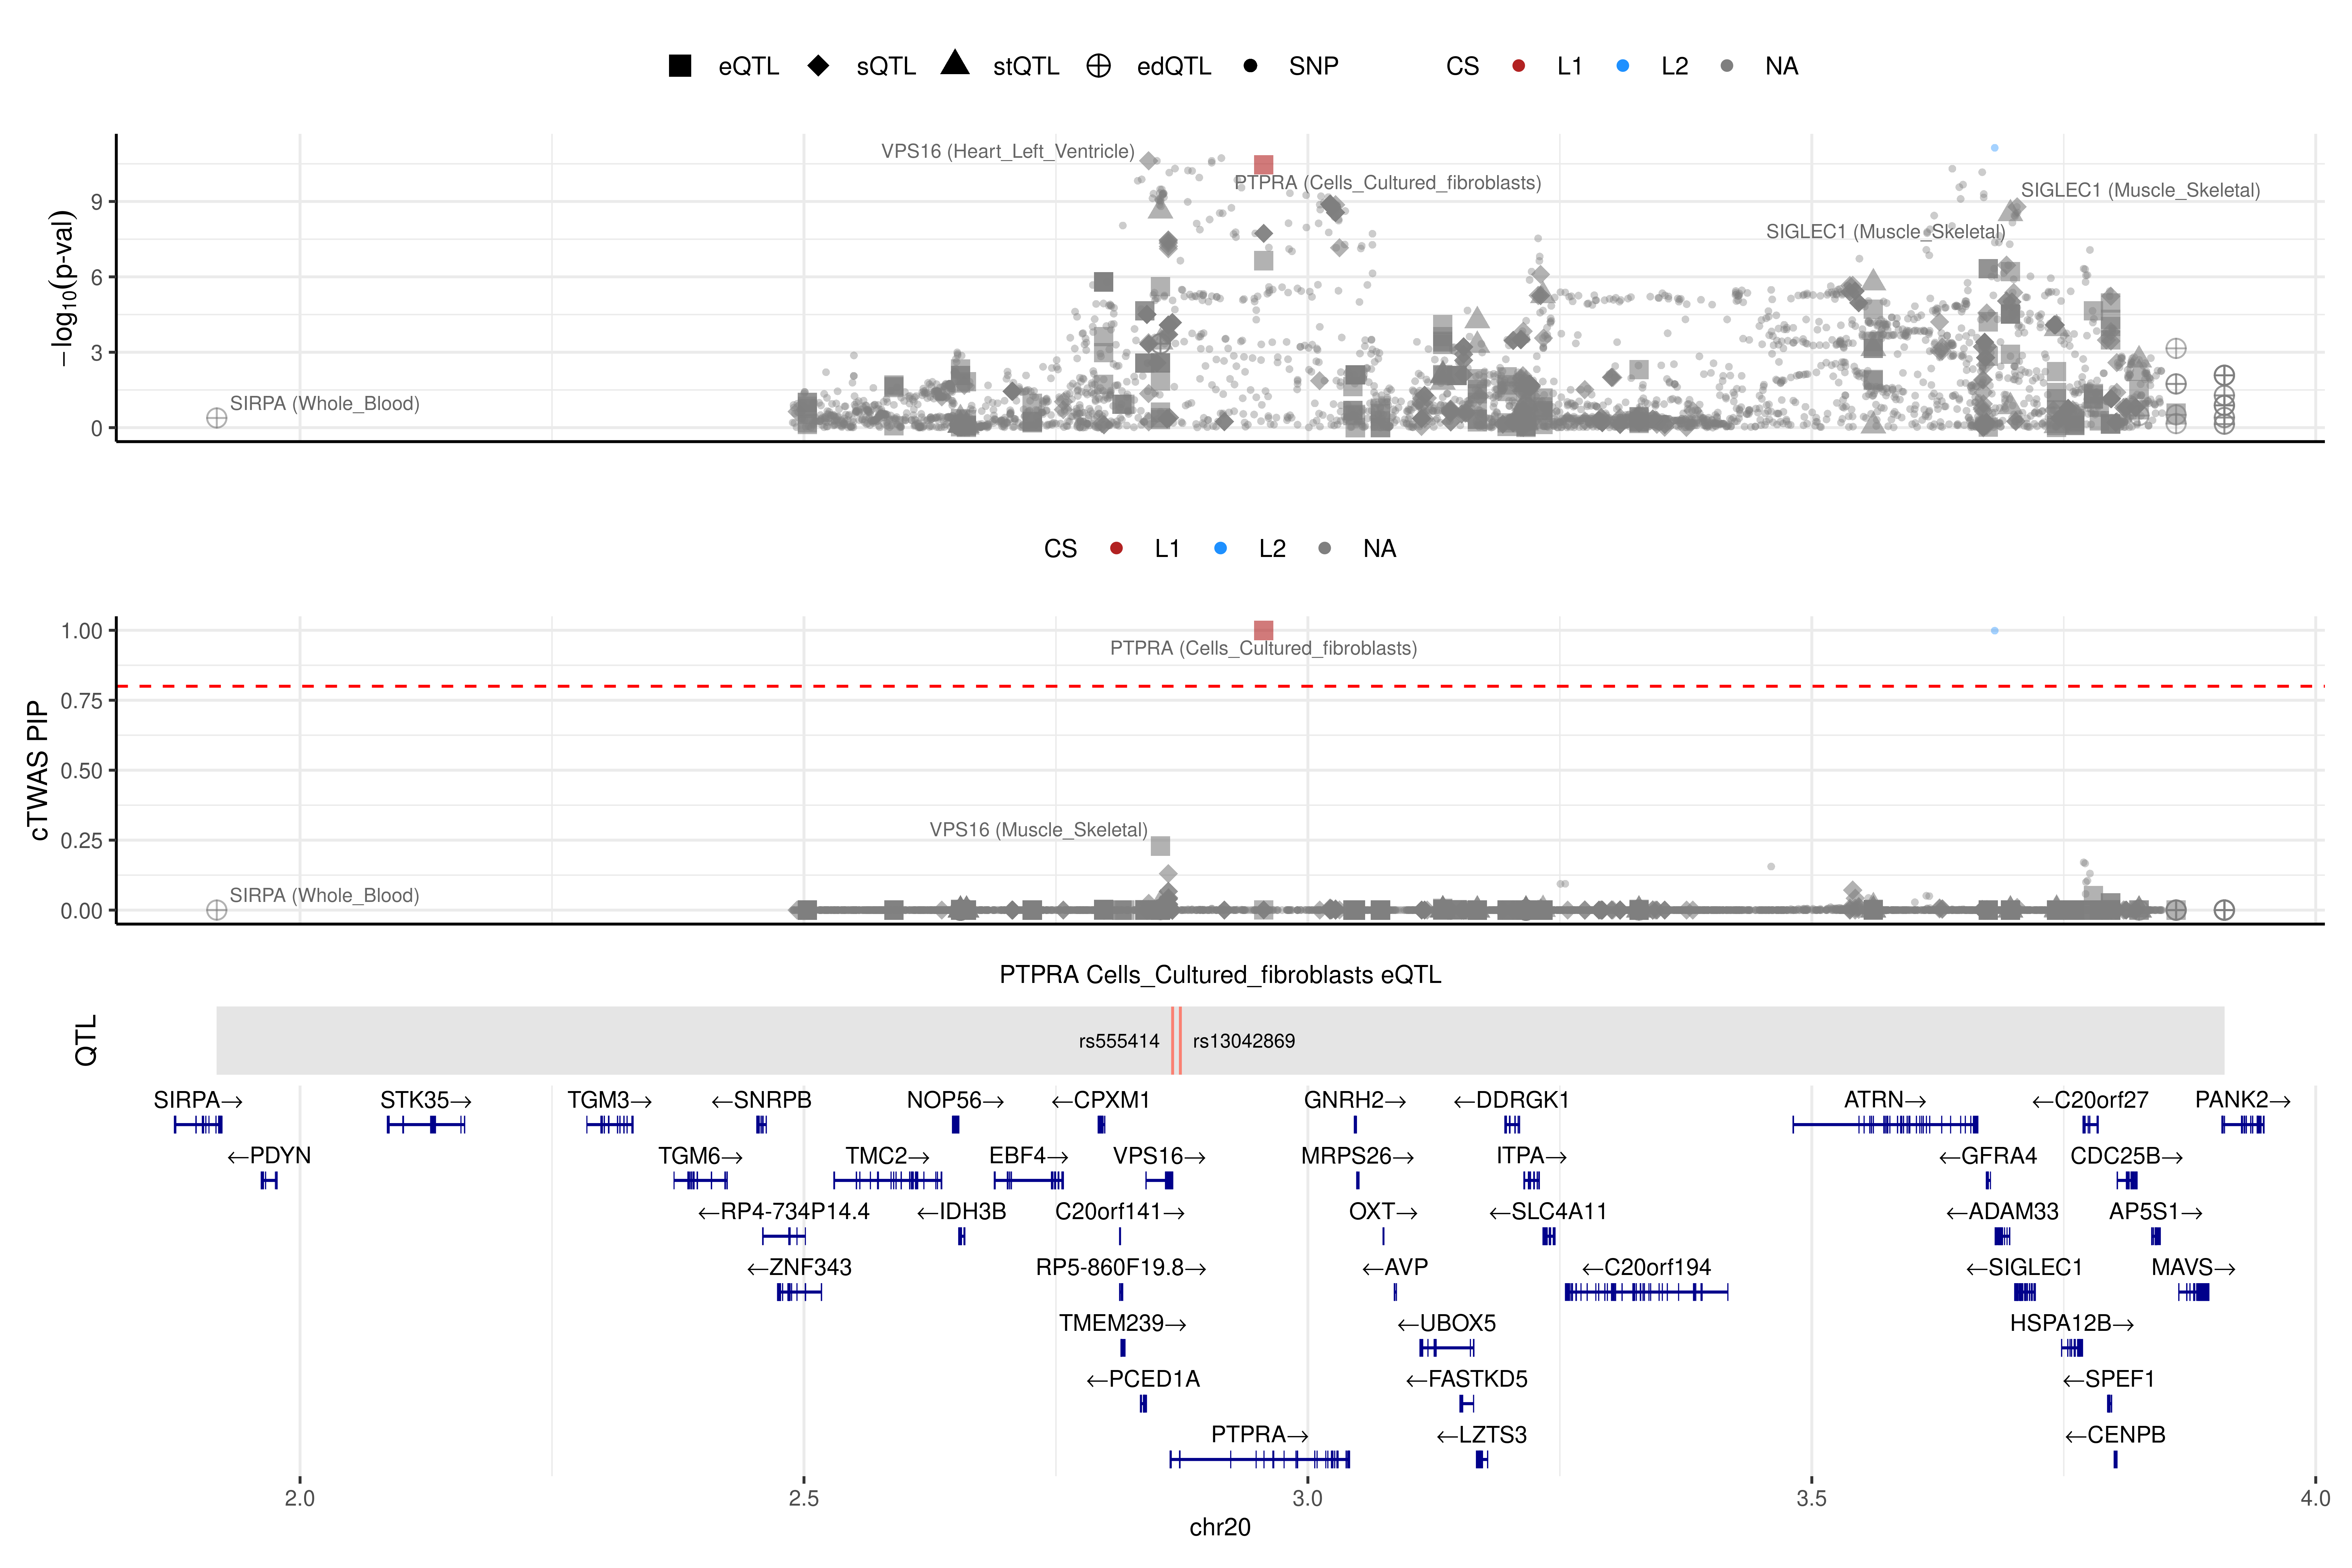 eQTL sQTL stQTL edQTL SNP CS L1 L2 NA
VPS16 (Heart_Left_Ventricle)
PTPRA (Cells_Cultured_fibroblasts)
SIGLEC1 (Muscle_Skeletal)
SIGLEC1 (Muscle_Skeletal)
SIRPA (Whole_Blood)
9
6
3
0
−log10(p-val)
CS L1 L2 NA
1.00
0.75
0.50
0.25
0.00
cTWAS PIP
PTPRA (Cells_Cultured_fibroblasts)
VPS16 (Muscle_Skeletal)
SIRPA (Whole_Blood)
PTPRA Cells_Cultured_fibroblasts eQTL
QTL
rs555414 rs13042869
SIRPA→ STK35→ TGM3→ ←SNRPB NOP56→ ←CPXM1 GNRH2→ ←DDRGK1 ATRN→ ←C20orf27 PANK2→
←PDYN TGM6→ TMC2→ EBF4→ VPS16→ MRPS26→ ITPA→ ←GFRA4 CDC25B→
←RP4-734P14.4 ←IDH3B C20orf141→ OXT→ ←SLC4A11 ←ADAM33 AP5S1→
←ZNF343 RP5-860F19.8→ ←AVP ←C20orf194 ←SIGLEC1 MAVS→
TMEM239→ ←UBOX5 HSPA12B→
←PCED1A ←FASTKD5 ←SPEF1
PTPRA→ ←LZTS3 ←CENPB
2.0 2.5 3.0 3.5 4.0
chr20